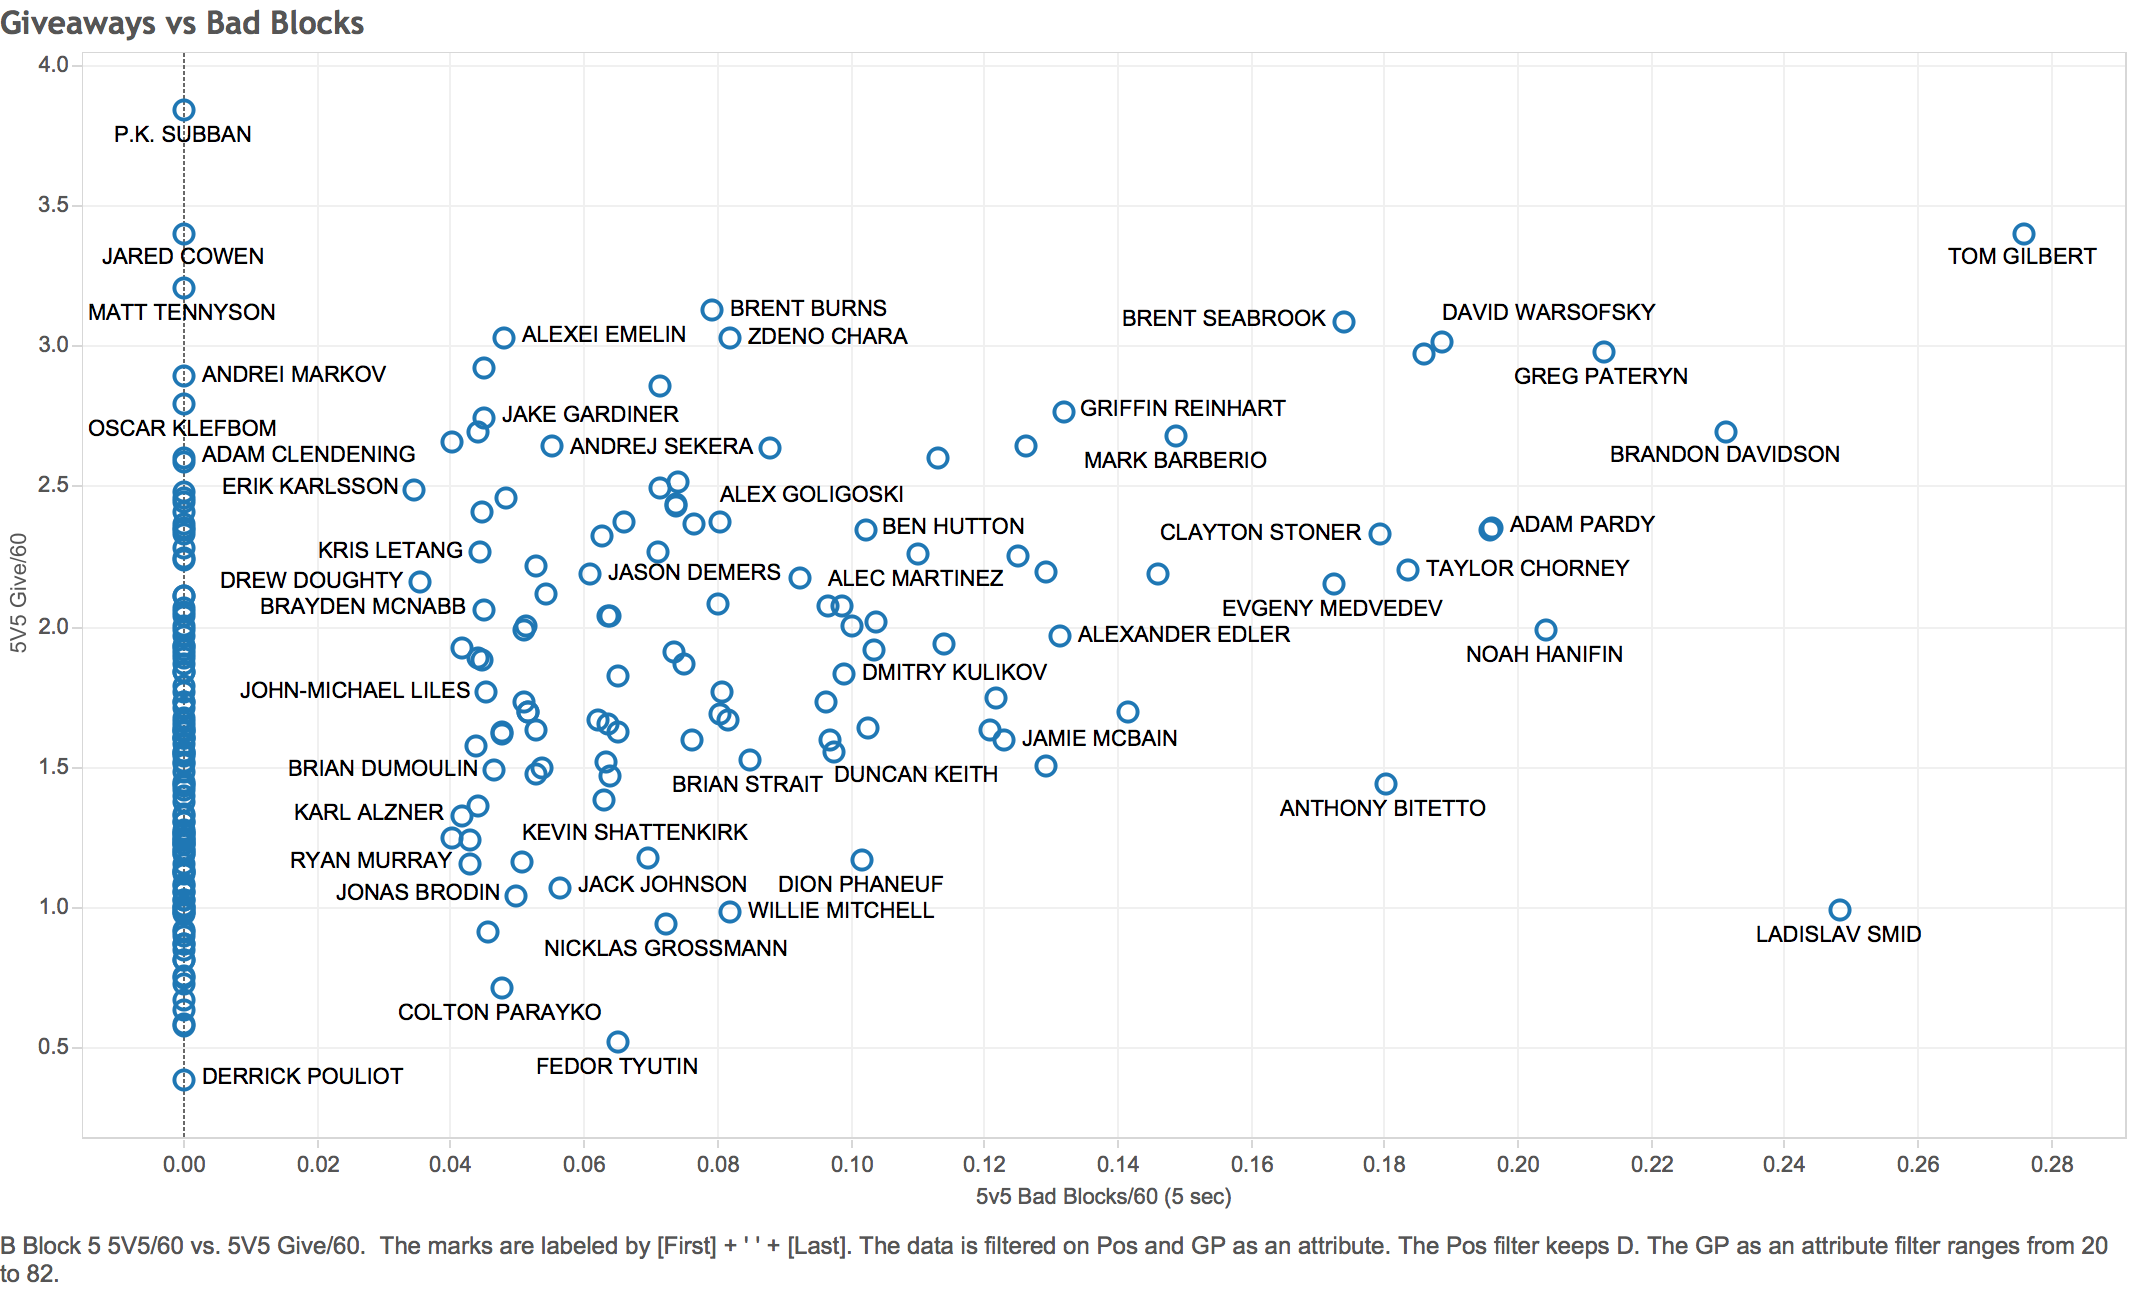 Giveaways vs Bad Blocks
4.0
P.K. SUBBAN
3.5
JARED COWEN
TOM GILBERT
MATT TENNYSON
BRENT BURNS
DAVID WARSOFSKY
BRENT SEABROOK
ALEXEI EMELIN
ZDENO CHARA
3.0
ANDREI MARKOV
GREG PATERYN
JAKE GARDINER
GRIFFIN REINHART
OSCAR KLEFBOM
ANDREJ SEKERA
ADAM CLENDENING
MARK BARBERIO
BRANDON DAVIDSON
2.5
ERIK KARLSSON
ALEX GOLIGOSKI
BEN HUTTON
CLAYTON STONER
ADAM PARDY
KRIS LETANG
TAYLOR CHORNEY
DREW DOUGHTY
JASON DEMERS
ALEC MARTINEZ
BRAYDEN MCNABB
EVGENY MEDVEDEV
2.0
5V5 Give/60
ALEXANDER EDLER
NOAH HANIFIN
DMITRY KULIKOV
JOHN-MICHAEL LILES
JAMIE MCBAIN
1.5
BRIAN DUMOULIN
BRIAN STRAIT
DUNCAN KEITH
KARL ALZNER
ANTHONY BITETTO
KEVIN SHATTENKIRK
RYAN MURRAY
JONAS BRODIN
JACK JOHNSON
DION PHANEUF
1.0
WILLIE MITCHELL
NICKLAS GROSSMANN
LADISLAV SMID
COLTON PARAYKO
0.5
FEDOR TYUTIN
DERRICK POULIOT
0.00 0.02 0.04 0.06 0.08 0.10 0.12 0.14 0.16 0.18 0.20 0.22 0.24 0.26 0.28
5v5 Bad Blocks/60 (5 sec)
B Block 5 5V5/60 vs. 5V5 Give/60.  The marks are labeled by [First] + ' ' + [Last]. The data is filtered on Pos and GP as an attribute. The Pos filter keeps D. The GP as an attribute filter ranges from 20
to 82.